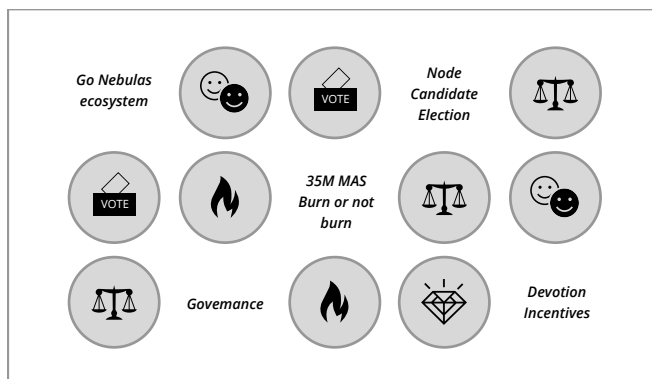 Go Nebulas
ecosystem
VOTE
Node
Candidate
Election
VOTE
35M MAS
Burn or not
burn
Govemance
Devotion
Incentives